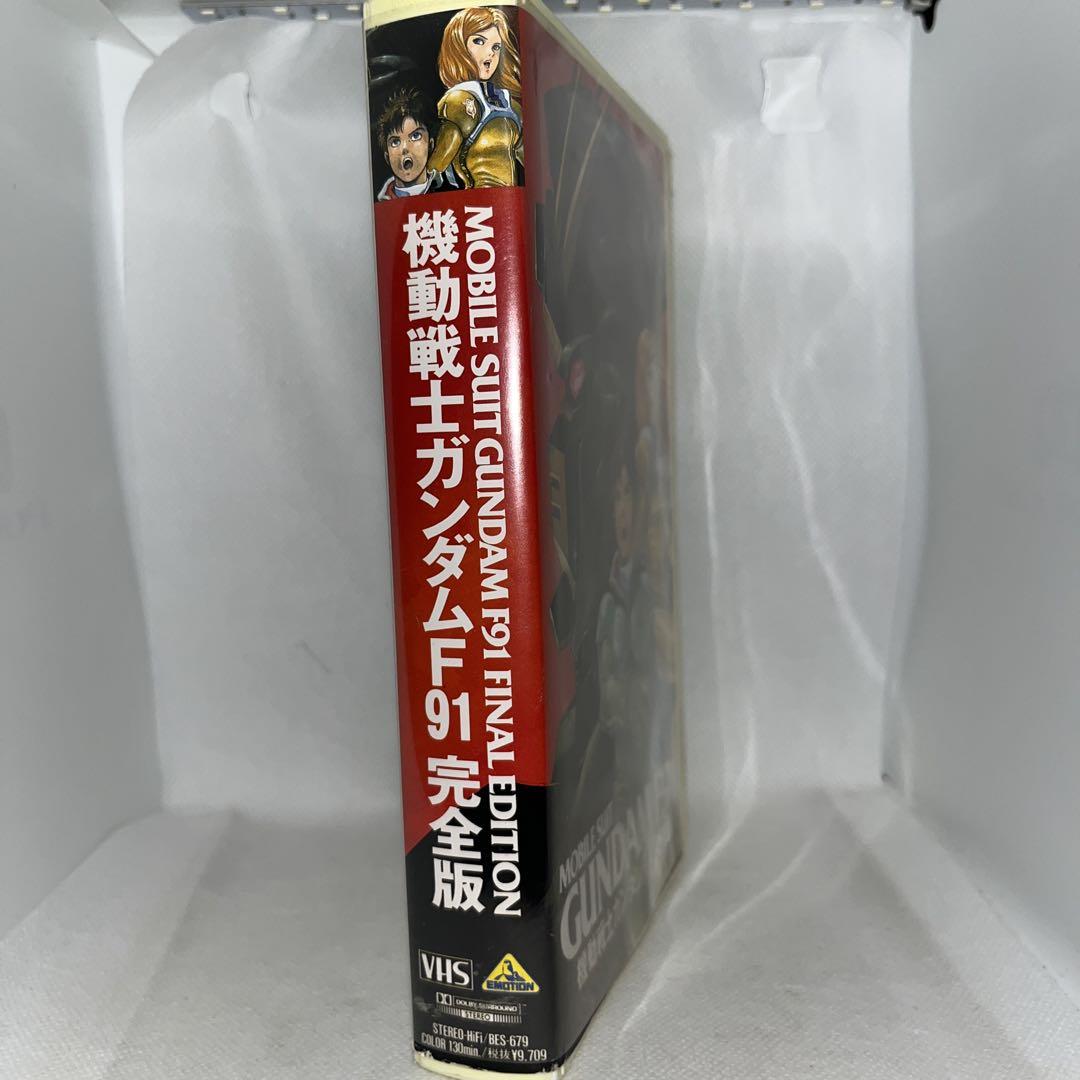 MOBILE SUIT GUNDAM F91 FINAL EDITION
機動戦士ガンダムF91 完全版
VHS
EMOTION
DOLBY SURROUND
STEREO
STEREO-HiFi/BES-679
COLOR 130min./税抜¥9,709
MOBILE SUIT
GUNDAM